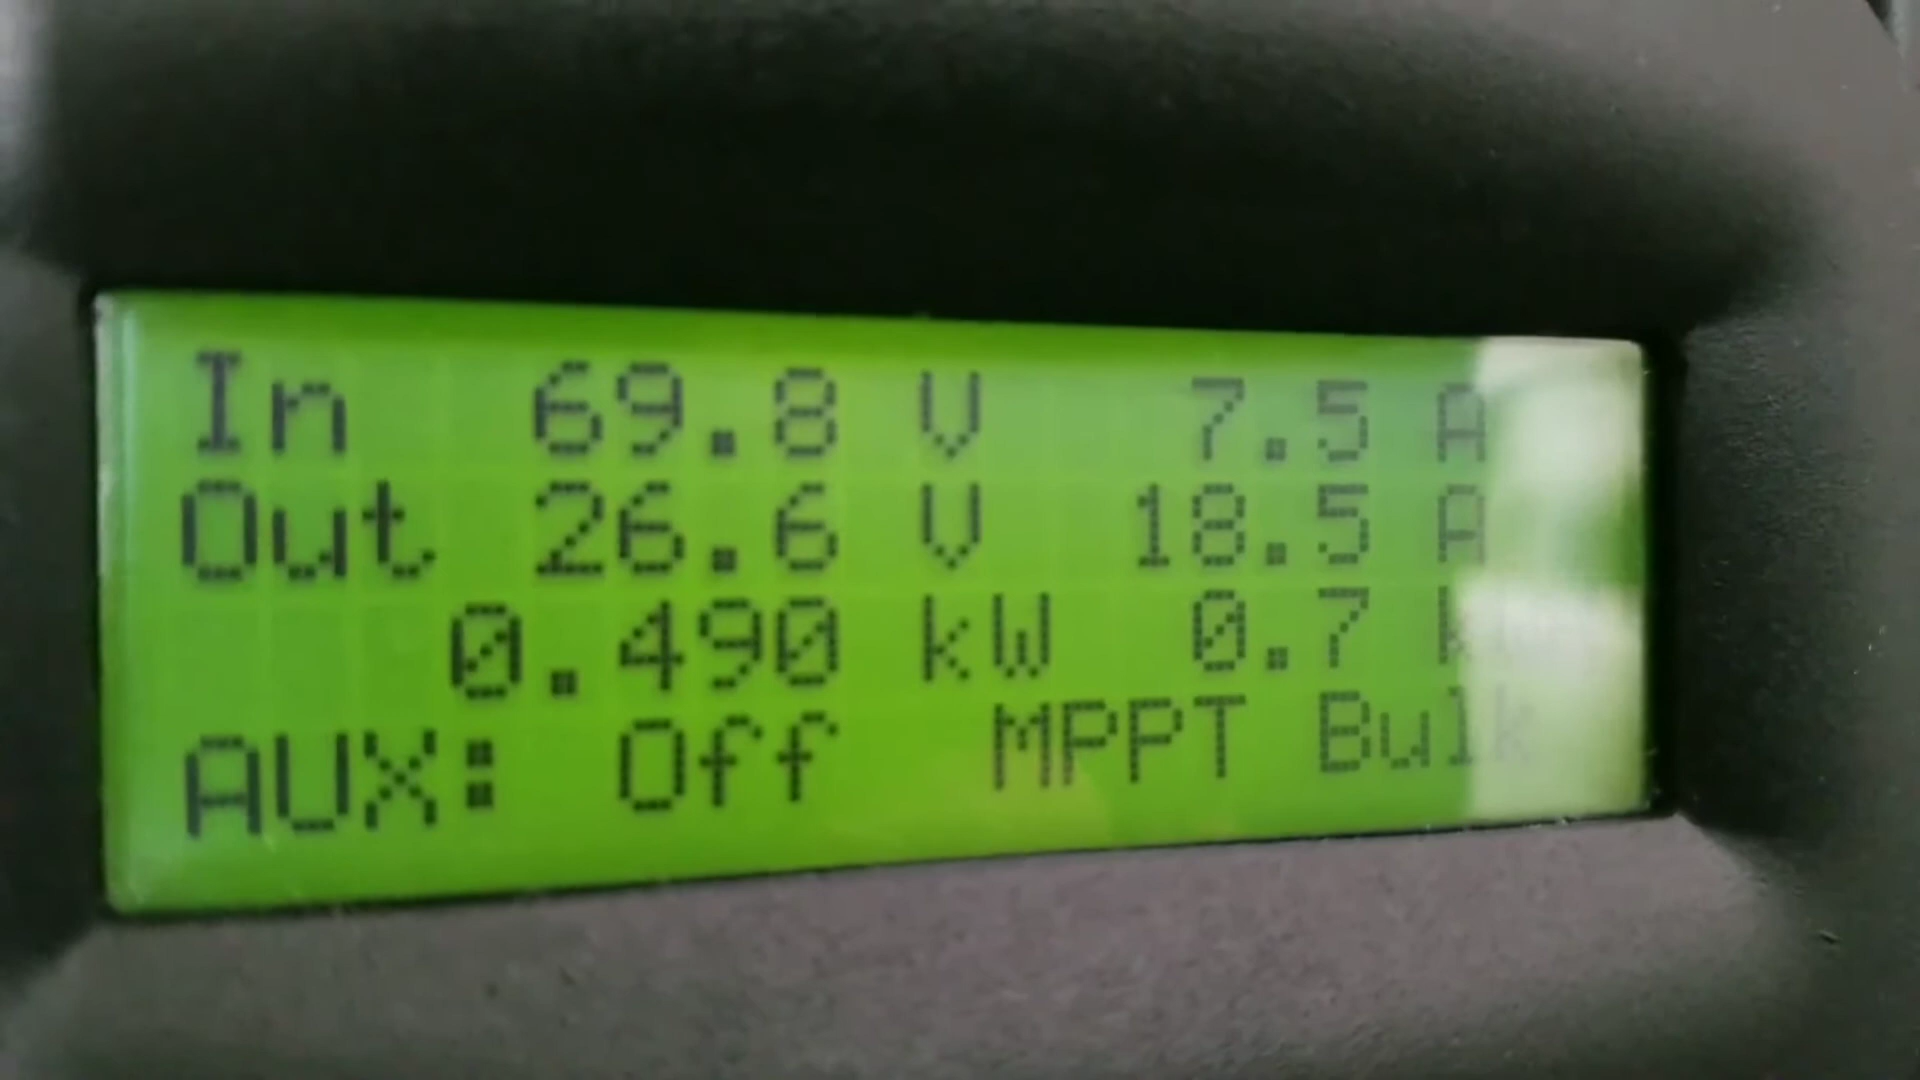 In 69.8 V 7.5 A
Out 26.6 V 18.5 A
0.490 kW 0.7
AUX: Off MPPT Bulk